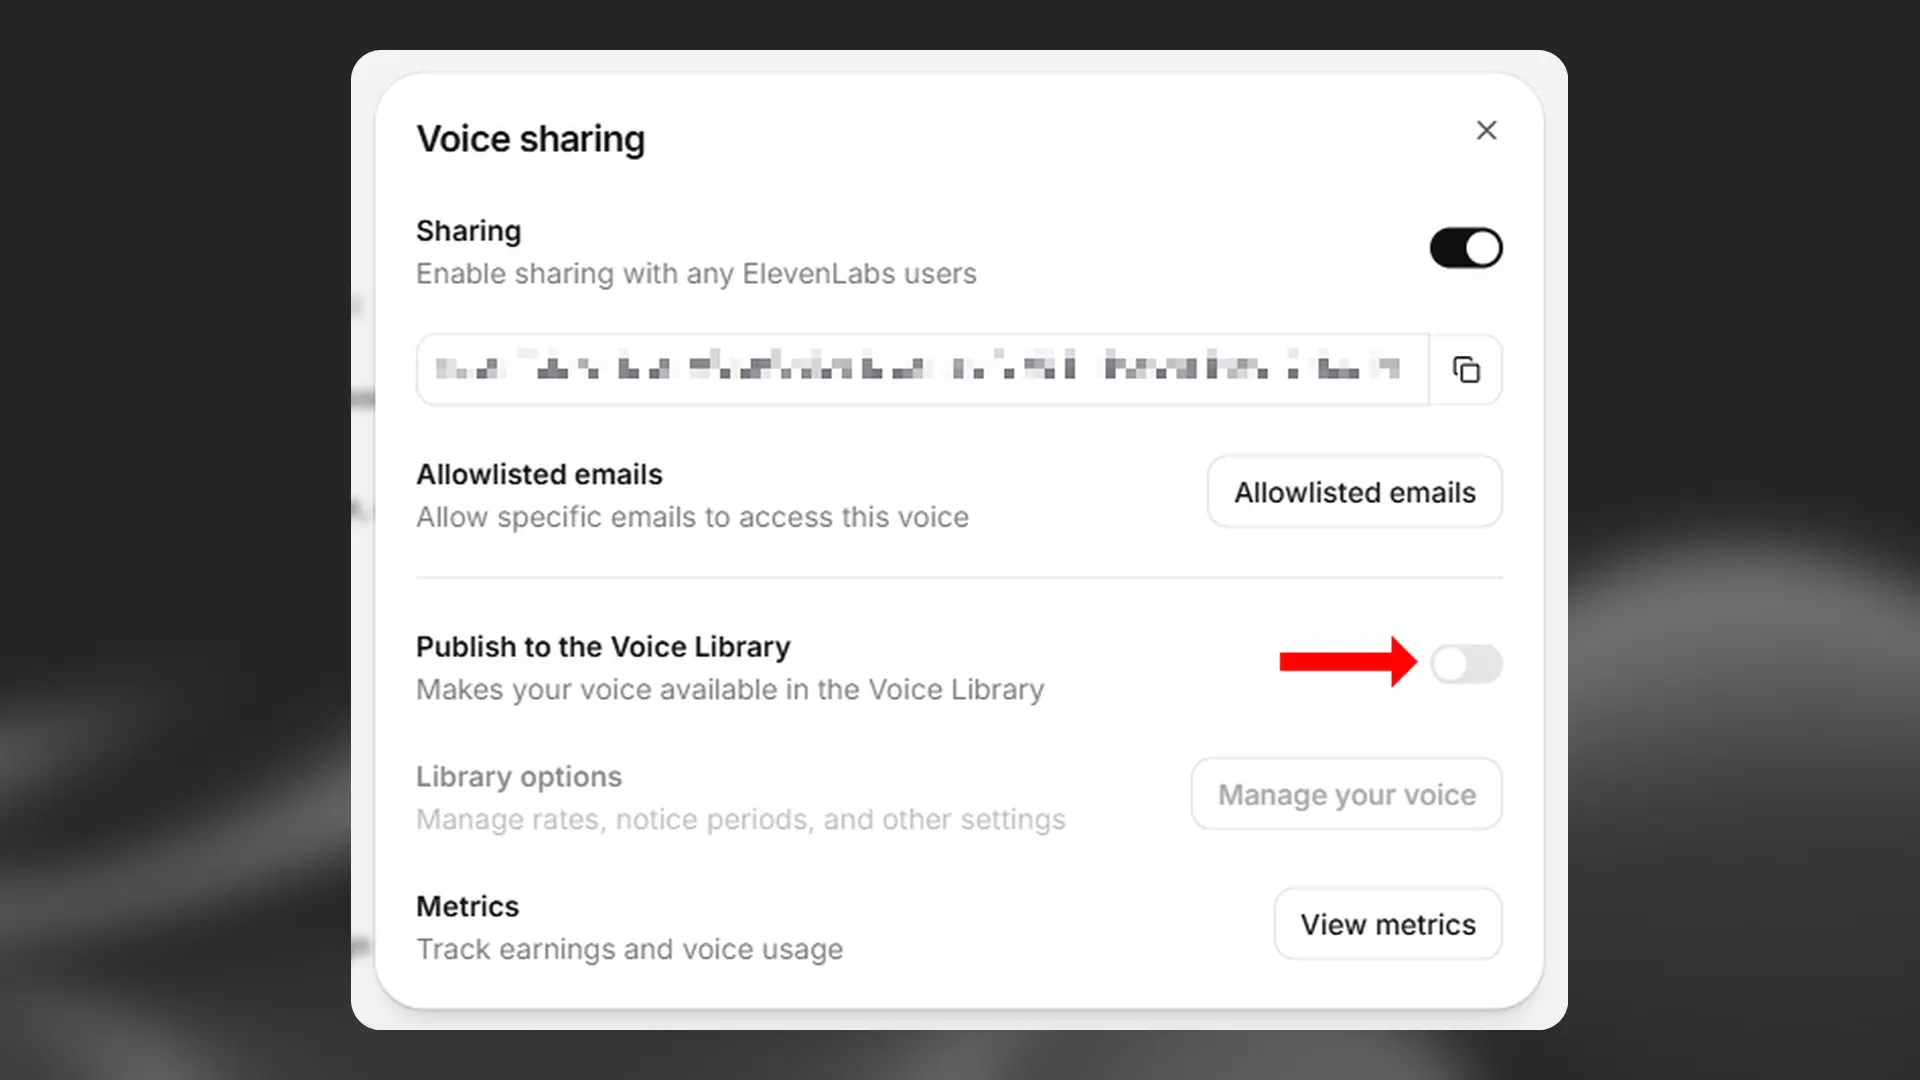 Voice sharing
Sharing
Enable sharing with any ElevenLabs users
Allowlisted emails
Allow specific emails to access this voice
Allowlisted emails
Publish to the Voice Library
Makes your voice available in the Voice Library
Library options
Manage rates, notice periods, and other settings
Manage your voice
Metrics
Track earnings and voice usage
View metrics